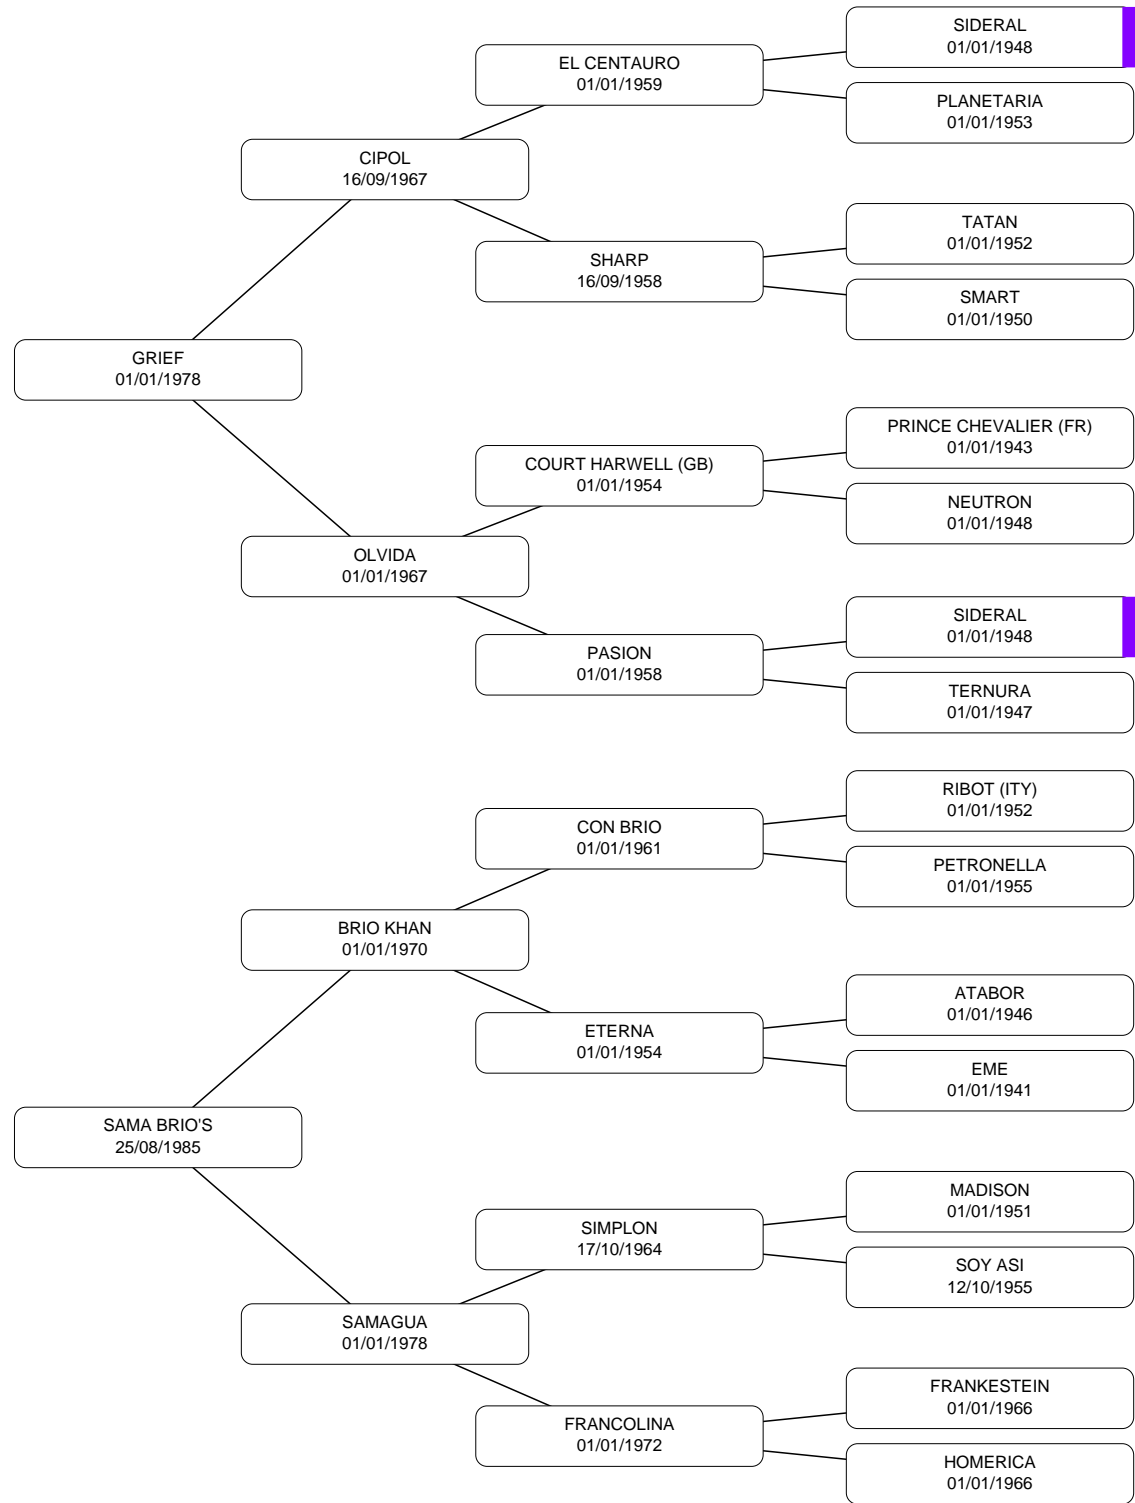 SIDERAL
01/01/1948
EL CENTAURO
01/01/1959
PLANETARIA
01/01/1953
CIPOL
16/09/1967
TATAN
01/01/1952
SHARP
16/09/1958
SMART
01/01/1950
GRIEF
01/01/1978
PRINCE CHEVALIER (FR)
01/01/1943
COURT HARWELL (GB)
01/01/1954
NEUTRON
01/01/1948
OLVIDA
01/01/1967
SIDERAL
01/01/1948
PASION
01/01/1958
TERNURA
01/01/1947
RIBOT (ITY)
01/01/1952
CON BRIO
01/01/1961
PETRONELLA
01/01/1955
BRIO KHAN
01/01/1970
ATABOR
01/01/1946
ETERNA
01/01/1954
EME
01/01/1941
SAMA BRIO'S
25/08/1985
MADISON
01/01/1951
SIMPLON
17/10/1964
SOY ASI
12/10/1955
SAMAGUA
01/01/1978
FRANKESTEIN
01/01/1966
FRANCOLINA
01/01/1972
HOMERICA
01/01/1966